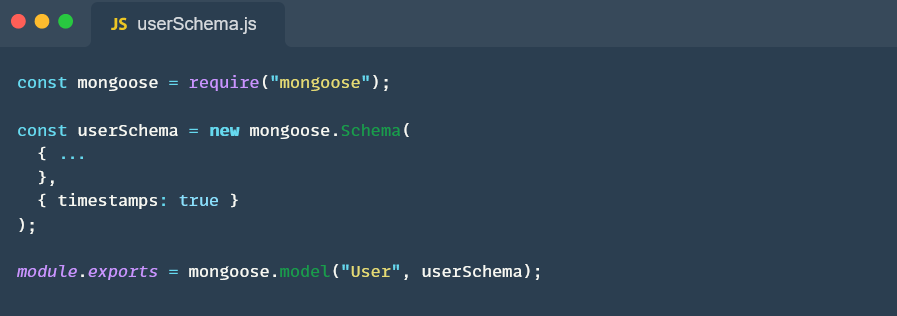 JS userSchema.js
const mongoose = require("mongoose");
const userSchema = new mongoose.Schema(
  { ...
  },
  { timestamps: true }
);
module.exports = mongoose.model("User", userSchema);